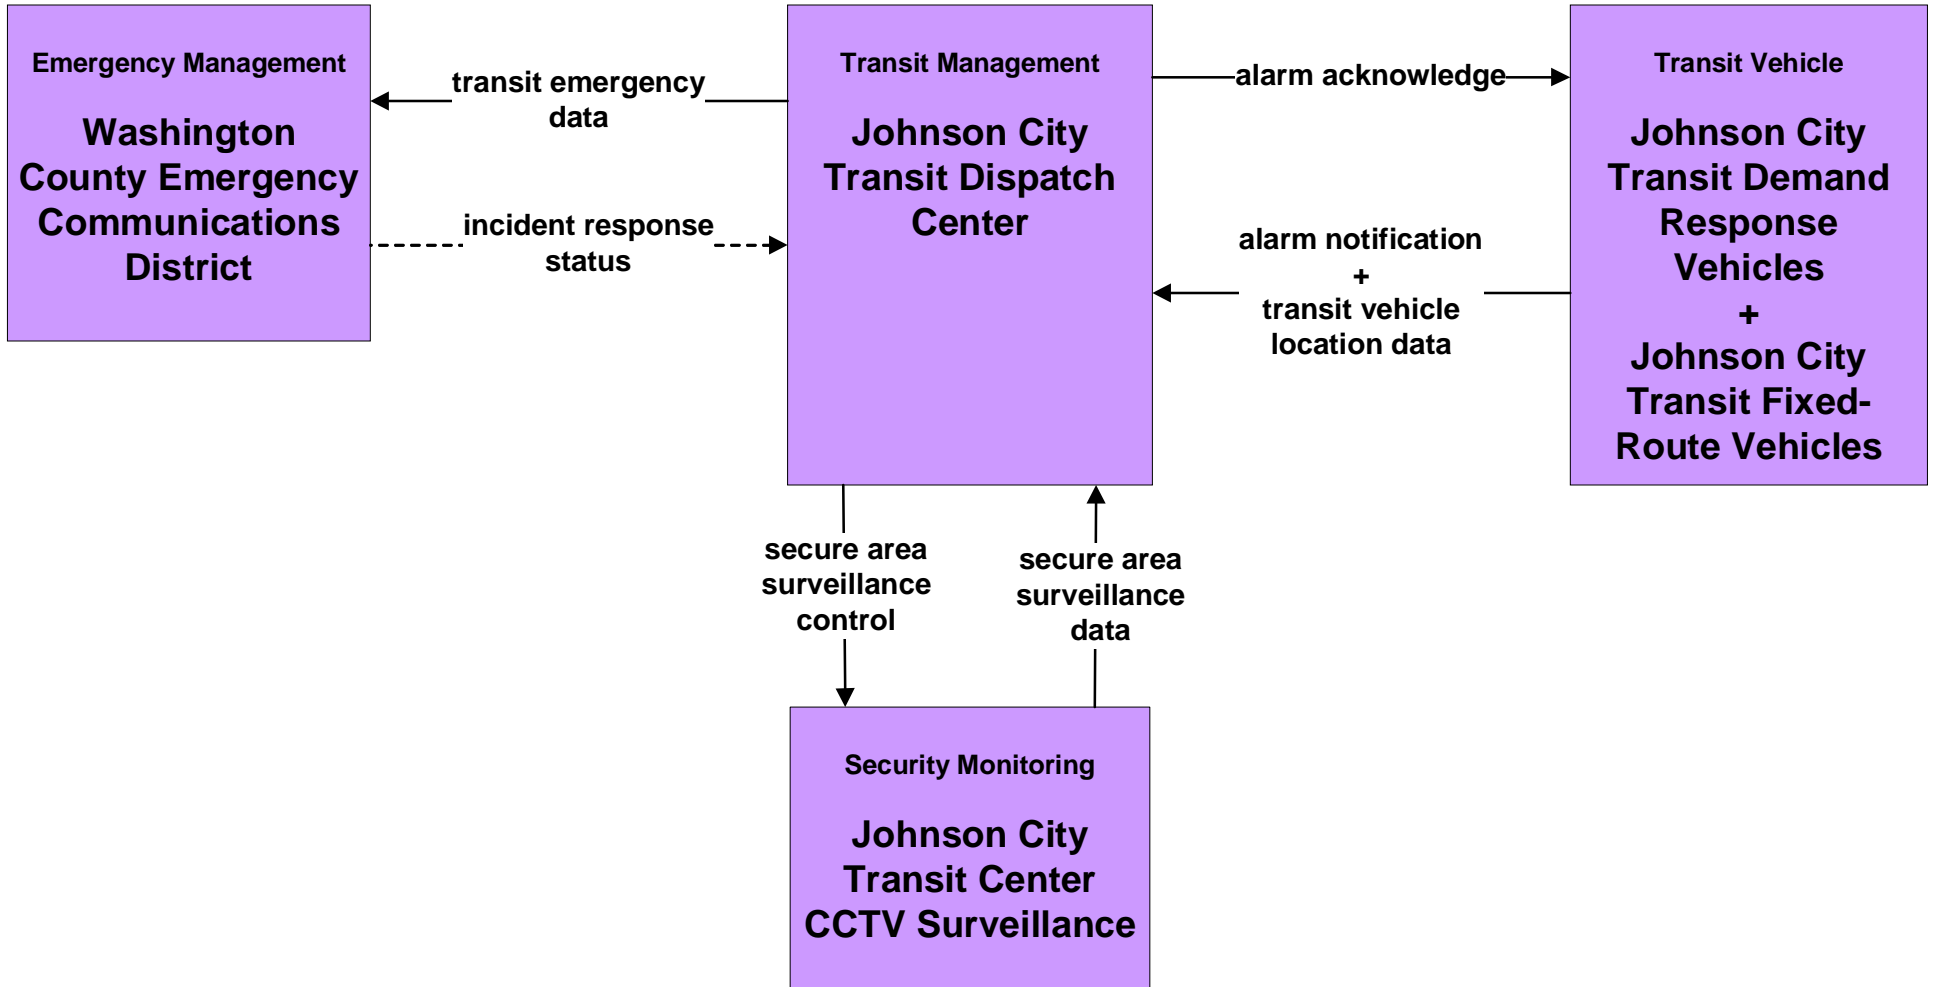 Emergency Management
Washington
County Emergency
Communications
District
transit emergency
data
incident response
status
Transit Management
Johnson City
Transit Dispatch
Center
alarm acknowledge
alarm notification
+
transit vehicle
location data
Transit Vehicle
Johnson City
Transit Demand
Response
Vehicles
+
Johnson City
Transit Fixed-
Route Vehicles
secure area
surveillance
control
secure area
surveillance
data
Security Monitoring
Johnson City
Transit Center
CCTV Surveillance